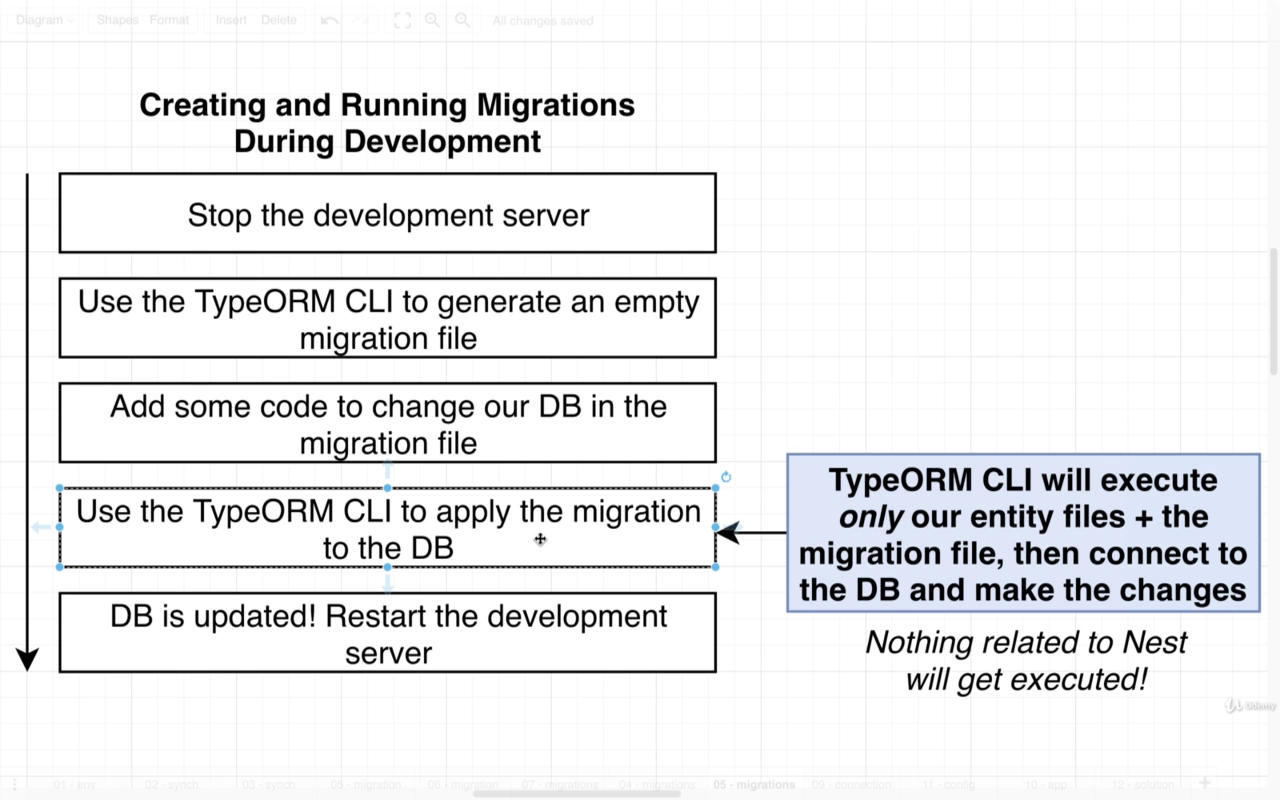 Diagram Shapes Format Insert Delete All changes saved
Creating and Running Migrations
During Development
Stop the development server
Use the TypeORM CLI to generate an empty
migration file
Add some code to change our DB in the
migration file
Use the TypeORM CLI to apply the migration
to the DB
DB is updated! Restart the development
server
TypeORM CLI will execute
only our entity files + the
migration file, then connect to
the DB and make the changes
Nothing related to Nest
will get executed!
Udemy
01 - env 02 - synch 03 - synch 05 - migration 06 - migration 07 - migrations 04 - migrations 05 - migrations 09 - connection 11 - config 10 - app 12 - solution